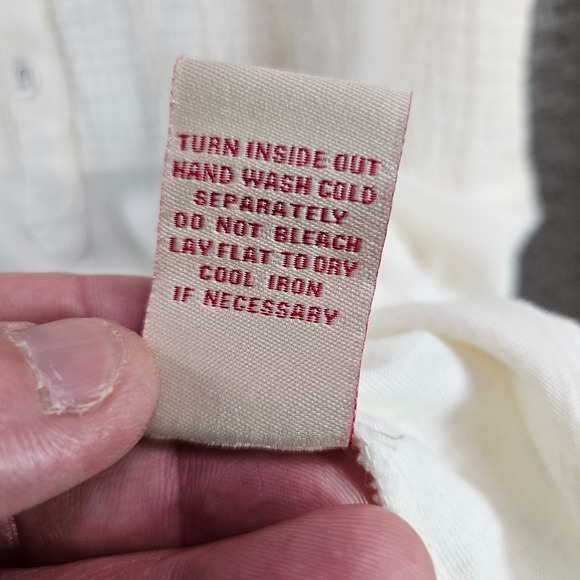 TURN INSIDE OUT
HAND WASH COLD
SEPARATELY
DO NOT BLEACH
LAY FLAT TO DRY
COOL IRON
IF NECESSARY